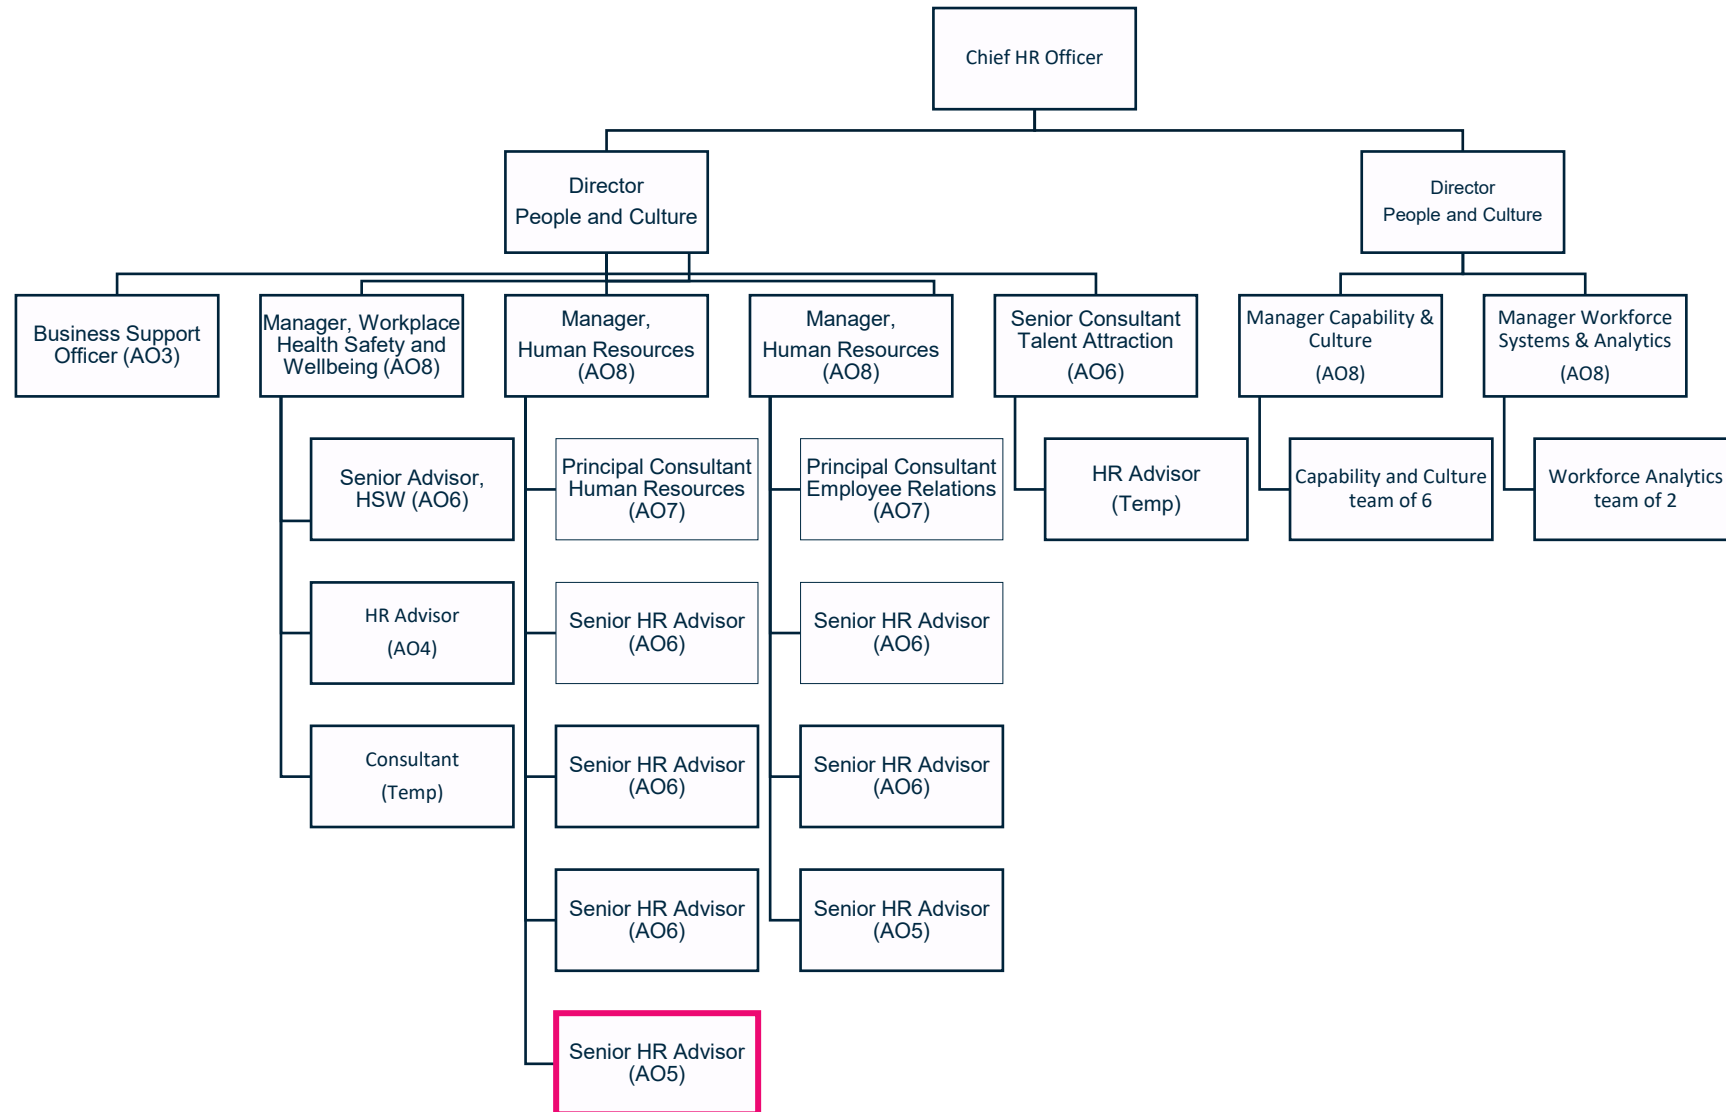 Chief HR Officer
Director
People and Culture
Director
People and Culture
Business Support
Officer (AO3)
Manager, Workplace
Health Safety and
Wellbeing (AO8)
Manager,
Human Resources
(AO8)
Manager,
Human Resources
(AO8)
Senior Consultant
Talent Attraction
(AO6)
Manager Capability &
Culture
(AO8)
Manager Workforce
Systems & Analytics
(AO8)
Senior Advisor,
HSW (AO6)
Principal Consultant
Human Resources
(AO7)
Principal Consultant
Employee Relations
(AO7)
HR Advisor
(Temp)
Capability and Culture
team of 6
Workforce Analytics
team of 2
HR Advisor
(AO4)
Senior HR Advisor
(AO6)
Senior HR Advisor
(AO6)
Consultant
(Temp)
Senior HR Advisor
(AO6)
Senior HR Advisor
(AO6)
Senior HR Advisor
(AO6)
Senior HR Advisor
(AO5)
Senior HR Advisor
(AO5)